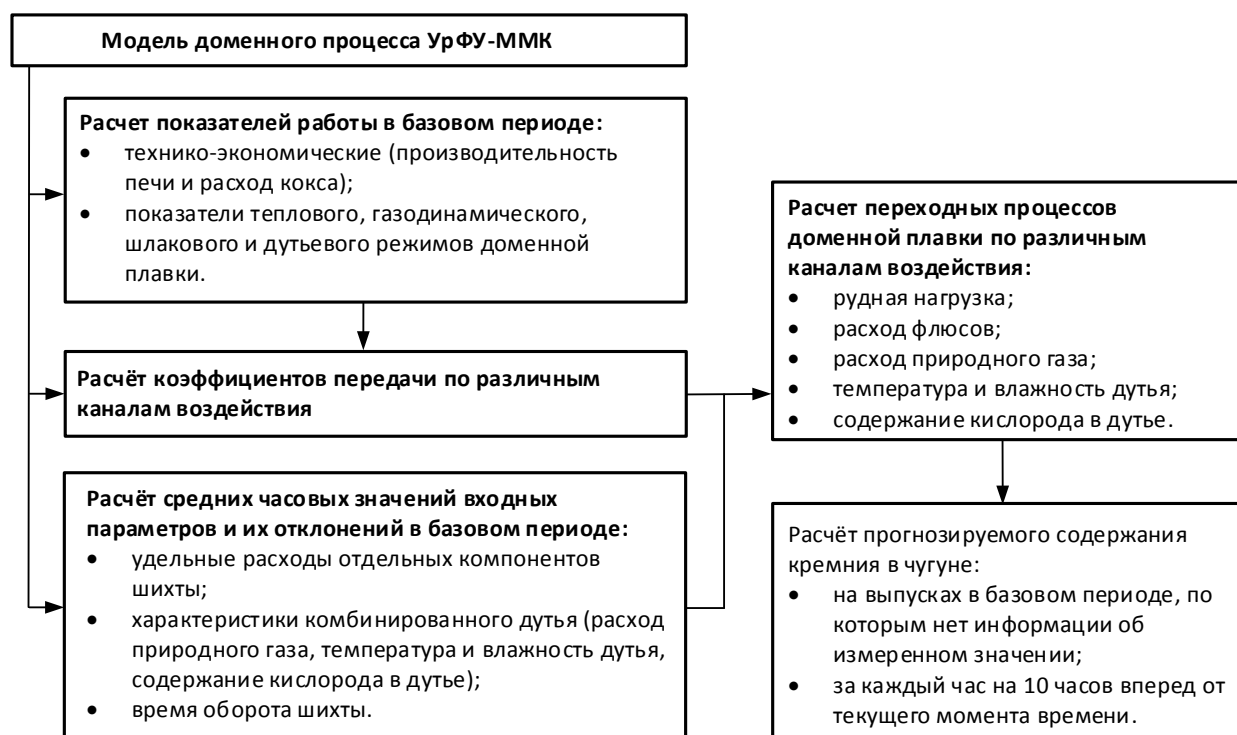 Модель доменного процесса УрФУ-ММК
Расчет показателей работы в базовом периоде:
• технико-экономические (производительность
печи и расход кокса);
• показатели теплового, газодинамического,
шлакового и дутьевого режимов доменной
плавки.
Расчёт коэффициентов передачи по различным
каналам воздействия
Расчёт средних часовых значений входных
параметров и их отклонений в базовом периоде:
• удельные расходы отдельных компонентов
шихты;
• характеристики комбинированного дутья (расход
природного газа, температура и влажность дутья,
содержание кислорода в дутье);
• время оборота шихты.
Расчет переходных процессов
доменной плавки по различным
каналам воздействия:
• рудная нагрузка;
• расход флюсов;
• расход природного газа;
• температура и влажность дутья;
• содержание кислорода в дутье.
Расчёт прогнозируемого содержания
кремния в чугуне:
• на выпусках в базовом периоде, по
которым нет информации об
измеренном значении;
• за каждый час на 10 часов вперед от
текущего момента времени.